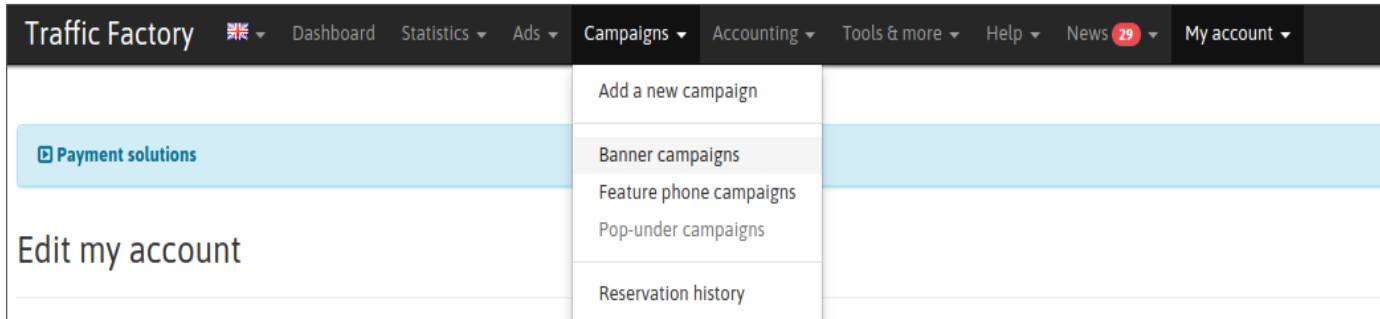 Traffic Factory Dashboard Statistics Ads Campaigns Accounting Tools & more Help News 29 My account
Add a new campaign
Payment solutions
Banner campaigns
Feature phone campaigns
Pop-under campaigns
Edit my account
Reservation history